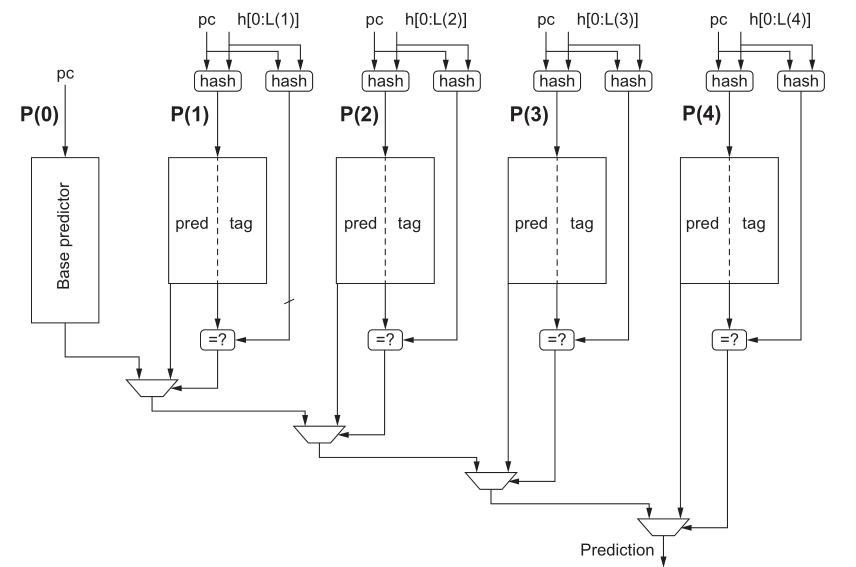 pc h[0:L(1)] pc h[0:L(2)] pc h[0:L(3)] pc h[0:L(4)]
pc hash hash hash hash hash hash hash hash
P(0) P(1) P(2) P(3) P(4)
Base predictor
pred tag pred tag pred tag pred tag
=? =? =? =?
Prediction